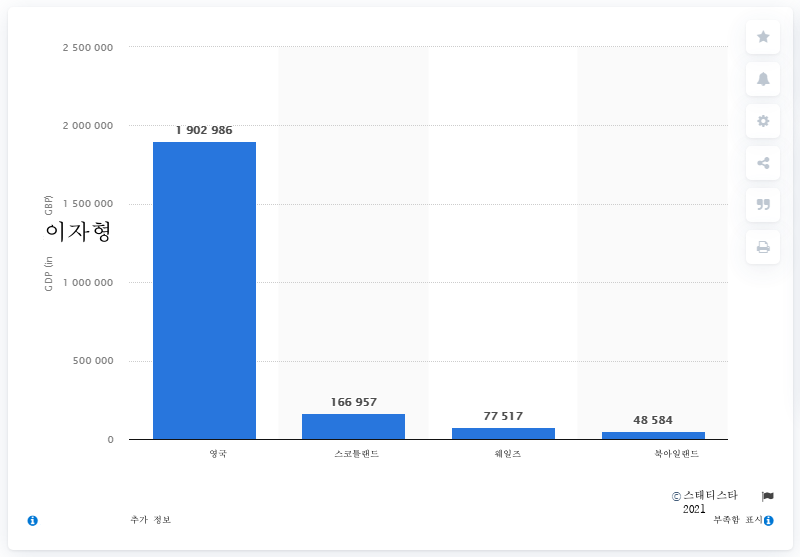 2 500 000
2 000 000
1 500 000
1 000 000
500 000
0
GDP (in
이자형
GBP)
1 902 986
166 957
77 517
48 584
영국
스코틀랜드
웨일즈
북아일랜드
© 스태티스타
2021
추가 정보
부족함 표시